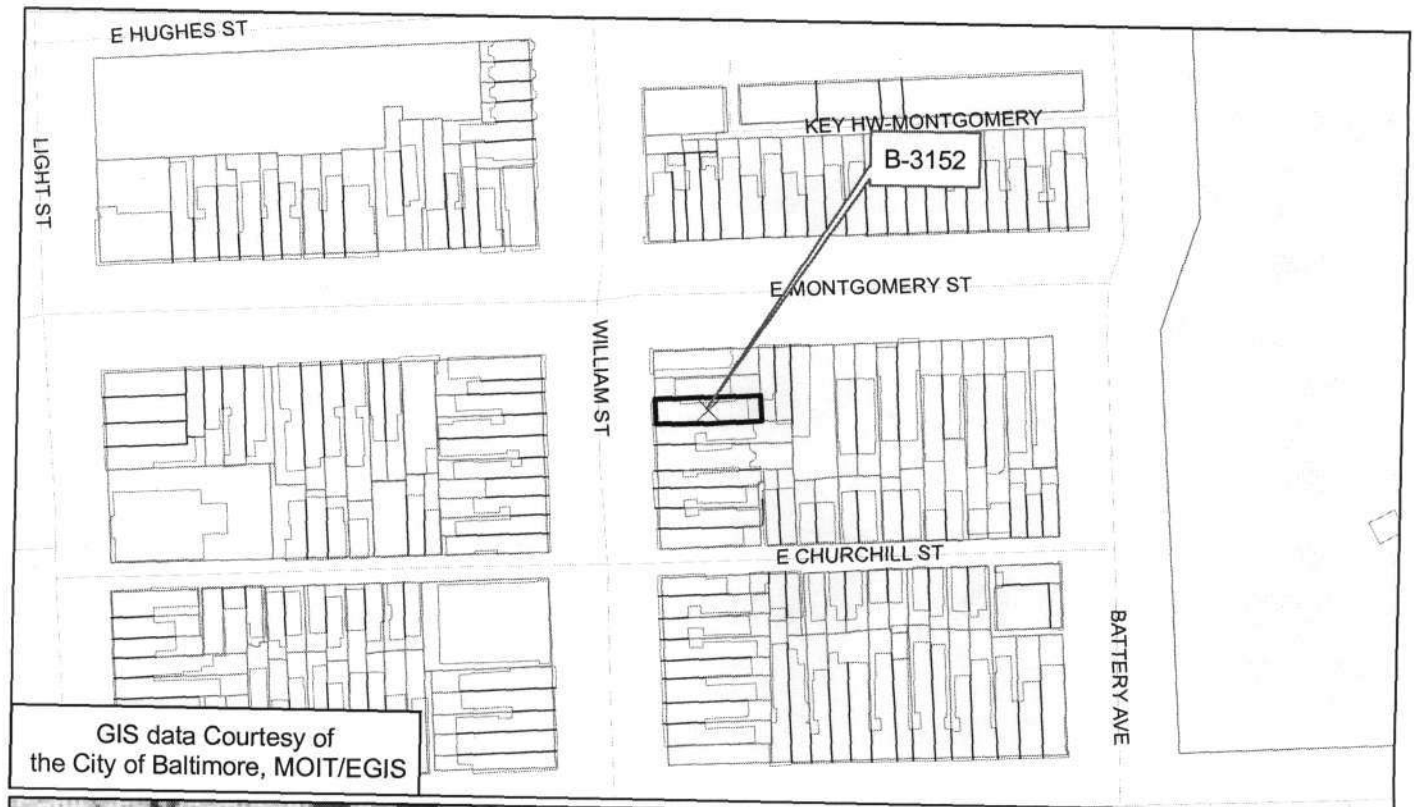 E HUGHES ST
KEY HW-MONTGOMERY
LIGHT ST
B-3152
E MONTGOMERY ST
WILLIAM ST
E CHURCHILL ST
BATTERY AVE
GIS data Courtesy of
the City of Baltimore, MOIT/EGIS